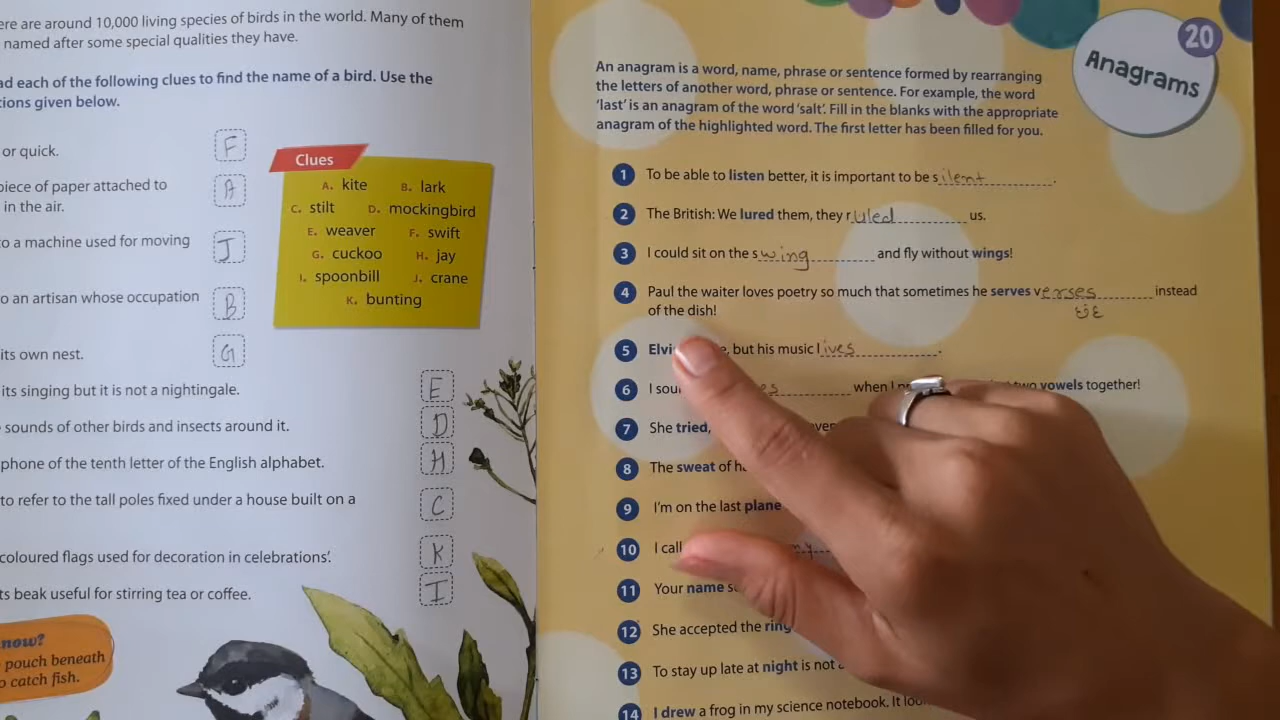 ere are around 10,000 living species of birds in the world. Many of them
named after some special qualities they have.
ad each of the following clues to find the name of a bird. Use the
tions given below.
or quick. F
piece of paper attached to
in the air. A
to a machine used for moving J
to an artisan whose occupation B
its own nest. G
its singing but it is not a nightingale. E
sounds of other birds and insects around it. D
phone of the tenth letter of the English alphabet. H
to refer to the tall poles fixed under a house built on a C
coloured flags used for decoration in celebrations'. K
ts beak useful for stirring tea or coffee. I
Clues
A. kite B. lark
C. stilt D. mockingbird
E. weaver F. swift
G. cuckoo H. jay
I. spoonbill J. crane
K. bunting
now?
pouch beneath
o catch fish.
20
Anagrams
An anagram is a word, name, phrase or sentence formed by rearranging
the letters of another word, phrase or sentence. For example, the word
'last' is an anagram of the word 'salt'. Fill in the blanks with the appropriate
anagram of the highlighted word. The first letter has been filled for you.
1 To be able to listen better, it is important to be silent.
2 The British: We lured them, they ruled us.
3 I could sit on the swing and fly without wings!
4 Paul the waiter loves poetry so much that sometimes he serves verses instead
of the dish!
5 Elvi , but his music lives.
6 I sou es when I two vowels together!
7 She tried, ver
8 The sweat of h
9 I'm on the last plane
10 I call my
11 Your name s
12 She accepted the ring
13 To stay up late at night is not a
14 I drew a frog in my science notebook. It loo